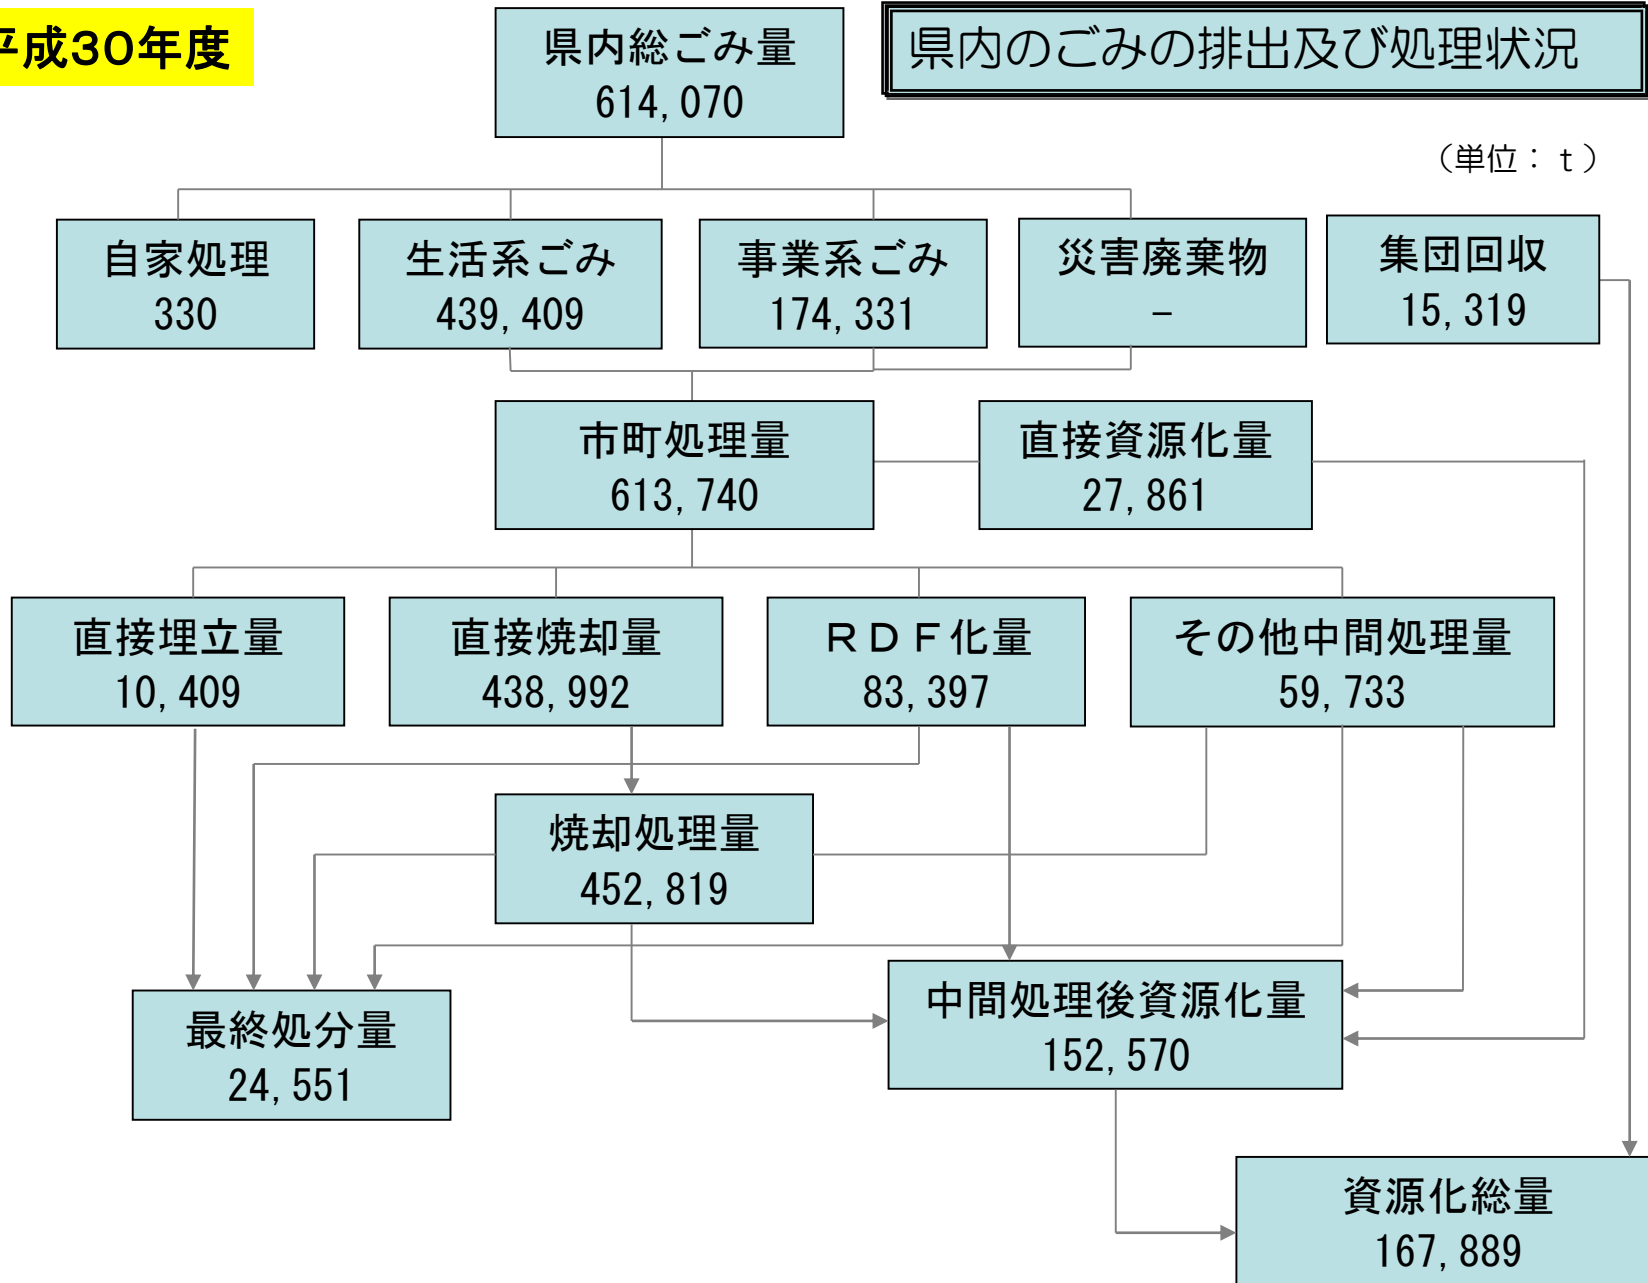 平成30年度
県内総ごみ量
614,070
県内のごみの排出及び処理状況
（単位：ｔ）
自家処理
330
生活系ごみ
439,409
事業系ごみ
174,331
災害廃棄物
－
集団回収
15,319
市町処理量
613,740
直接資源化量
27,861
直接埋立量
10,409
直接焼却量
438,992
ＲＤＦ化量
83,397
その他中間処理量
59,733
焼却処理量
452,819
中間処理後資源化量
152,570
最終処分量
24,551
資源化総量
167,889